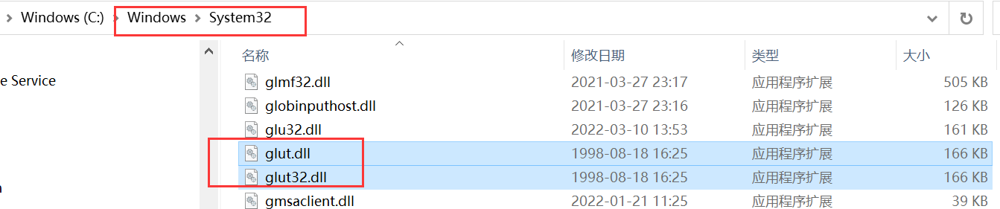 Windows (C:) Windows System32
名称 修改日期 类型 大小
e Service
glmf32.dll 2021-03-27 23:17 应用程序扩展 505 KB
globinputhost.dll 2021-03-27 23:16 应用程序扩展 126 KB
glu32.dll 2022-03-10 13:53 应用程序扩展 161 KB
glut.dll 1998-08-18 16:25 应用程序扩展 166 KB
glut32.dll 1998-08-18 16:25 应用程序扩展 166 KB
gmsaclient.dll 2022-01-21 11:25 应用程序扩展 39 KB